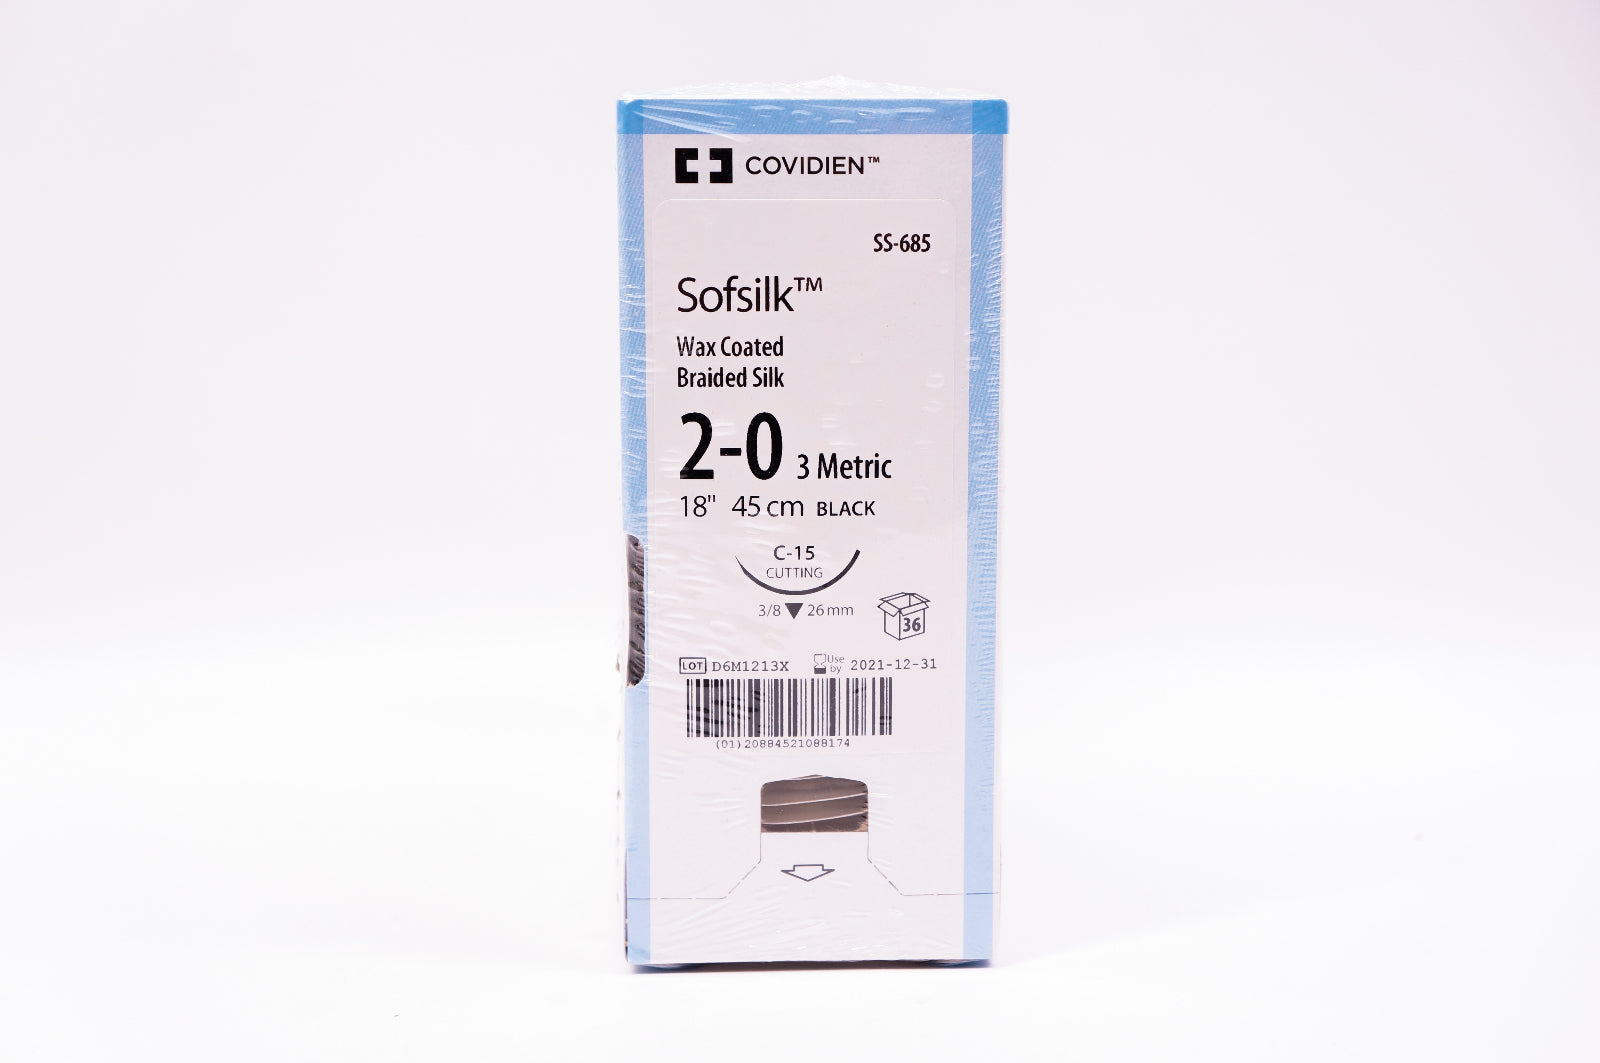 COVIDIEN™
SS-685
Sofsilk™
Wax Coated
Braided Silk
2-0 3 Metric
18" 45 cm BLACK
C-15
CUTTING
3/8 26 mm
36
LOT D6M1213X Use by 2021-12-31
(01)20884521088174